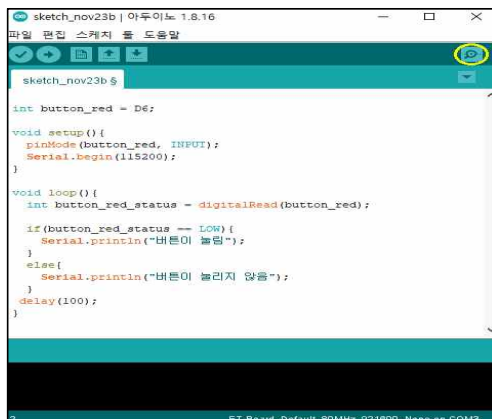 sketch_nov23b | 아두이노 1.8.16
파일 편집 스케치 툴 도움말
sketch_nov23b §
int button_red = D6;
void setup(){
pinMode(button_red, INPUT);
Serial.begin(115200);
}
void loop(){
int button_red_status = digitalRead(button_red);
if(button_red_status == LOW){
Serial.println("버튼이 눌림");
}
else{
Serial.println("버튼이 눌리지 않음");
}
delay(100);
}